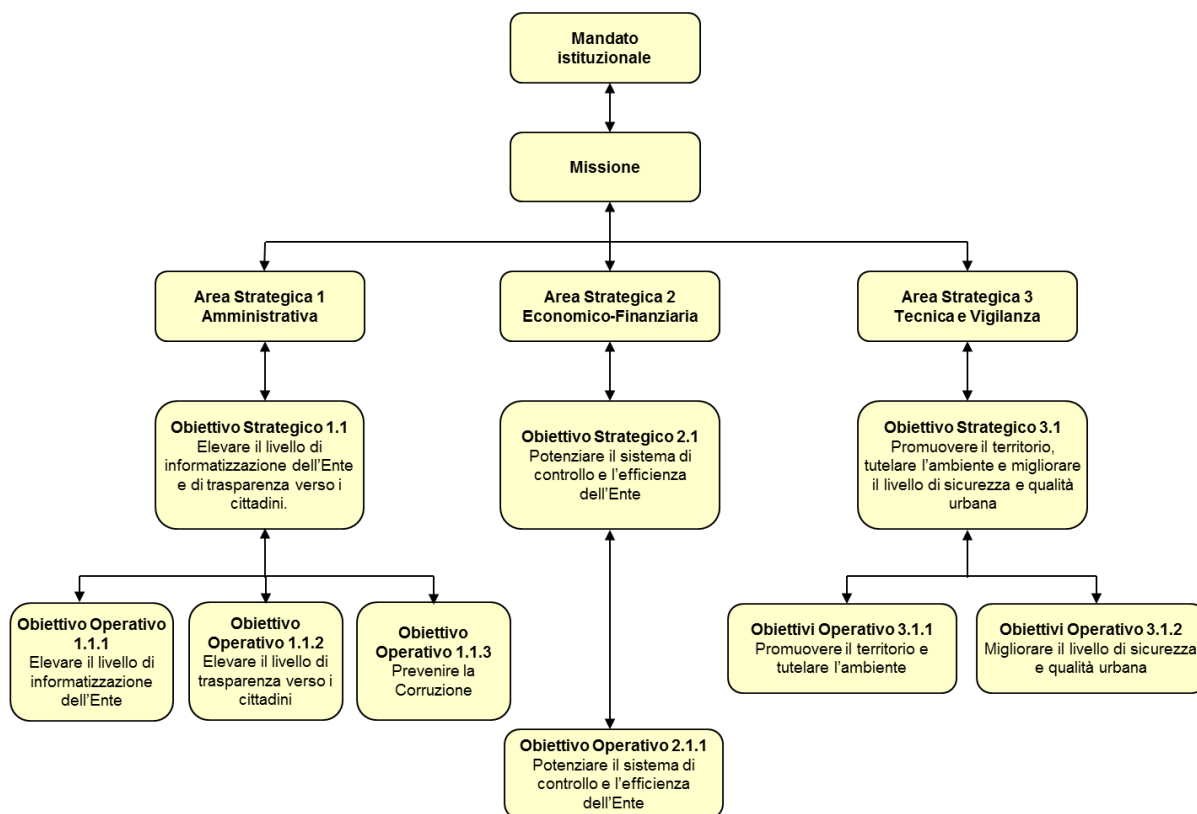 Mandato
istituzionale
Missione
Area Strategica 1
Amministrativa
Area Strategica 2
Economico-Finanziaria
Area Strategica 3
Tecnica e Vigilanza
Obiettivo Strategico 1.1
Elevare il livello di
informatizzazione dell'Ente
e di trasparenza verso i
cittadini.
Obiettivo Strategico 2.1
Potenziare il sistema di
controllo e l'efficienza
dell'Ente
Obiettivo Strategico 3.1
Promuovere il territorio,
tutelare l'ambiente e migliorare
il livello di sicurezza e qualità
urbana
Obiettivo Operativo
1.1.1
Elevare il livello di
informatizzazione
dell'Ente
Obiettivo
Operativo 1.1.2
Elevare il livello di
trasparenza verso i
cittadini
Obiettivo
Operativo 1.1.3
Prevenire la
Corruzione
Obiettivi Operativo 3.1.1
Promuovere il territorio e
tutelare l'ambiente
Obiettivi Operativo 3.1.2
Migliorare il livello di sicurezza
e qualità urbana
Obiettivo Operativo 2.1.1
Potenziare il sistema di
controllo e l'efficienza
dell'Ente